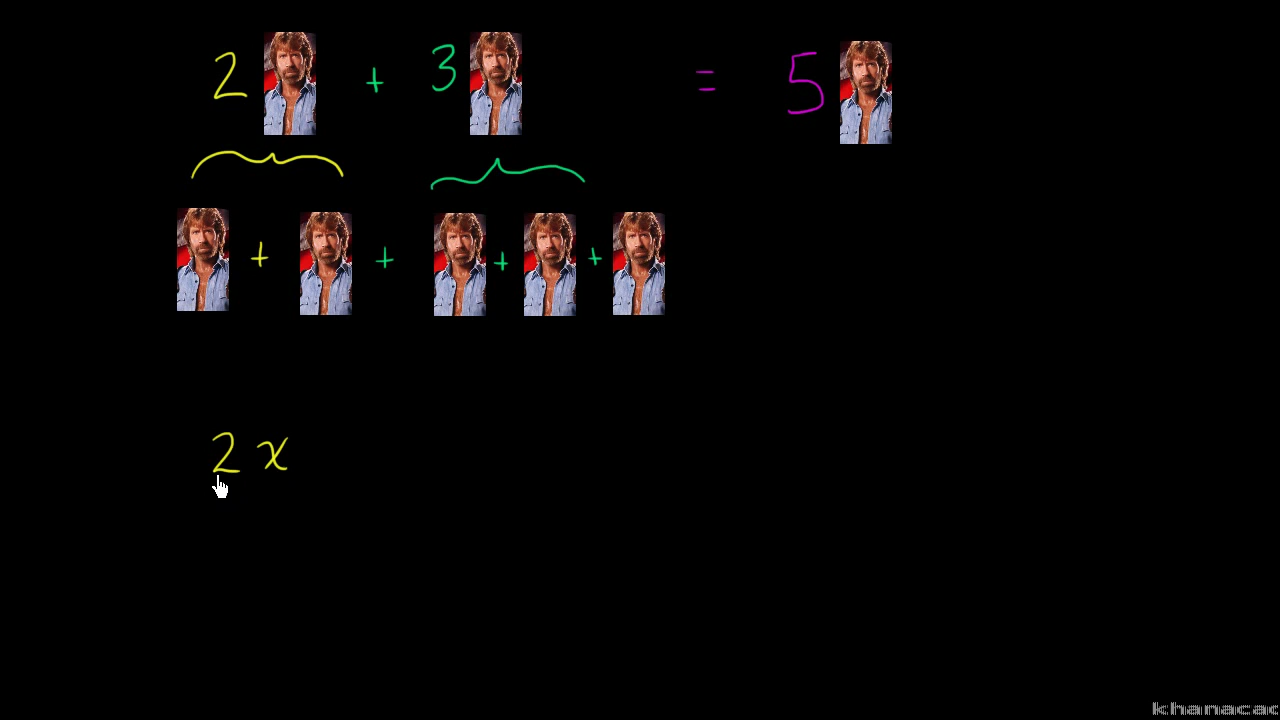 2 + 3 = 5
+ + + +
2 x
khanacad